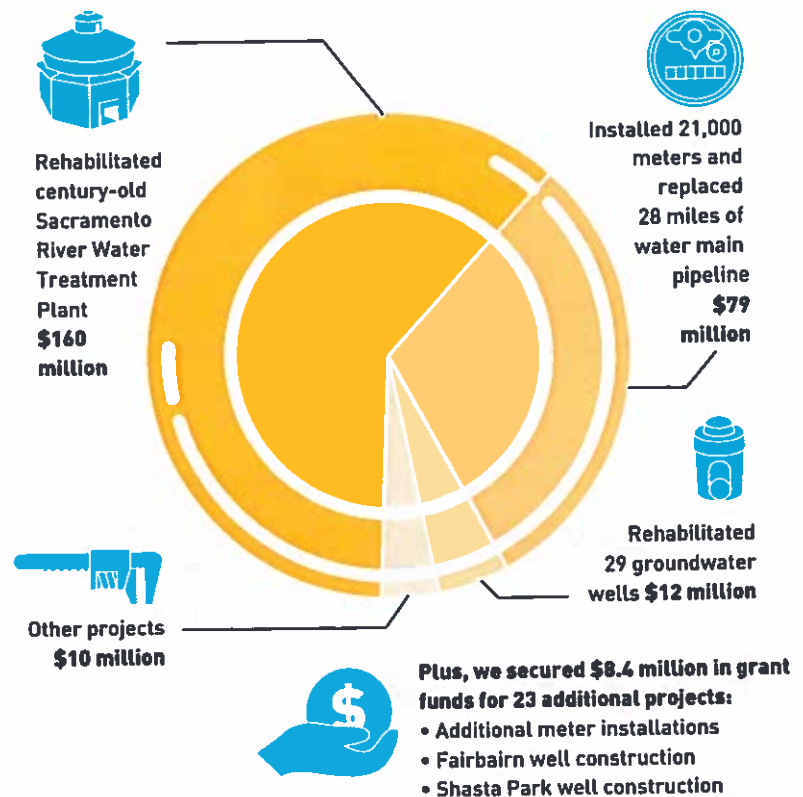 Rehabilitated
century-old
Sacramento
River Water
Treatment
Plant
$160
million
Installed 21,000
meters and
replaced
28 miles of
water main
pipeline
$79
million
Rehabilitated
29 groundwater
wells $12 million
Other projects
$10 million
$
Plus, we secured $8.4 million in grant
funds for 23 additional projects:
• Additional meter installations
• Fairbairn well construction
• Shasta Park well construction